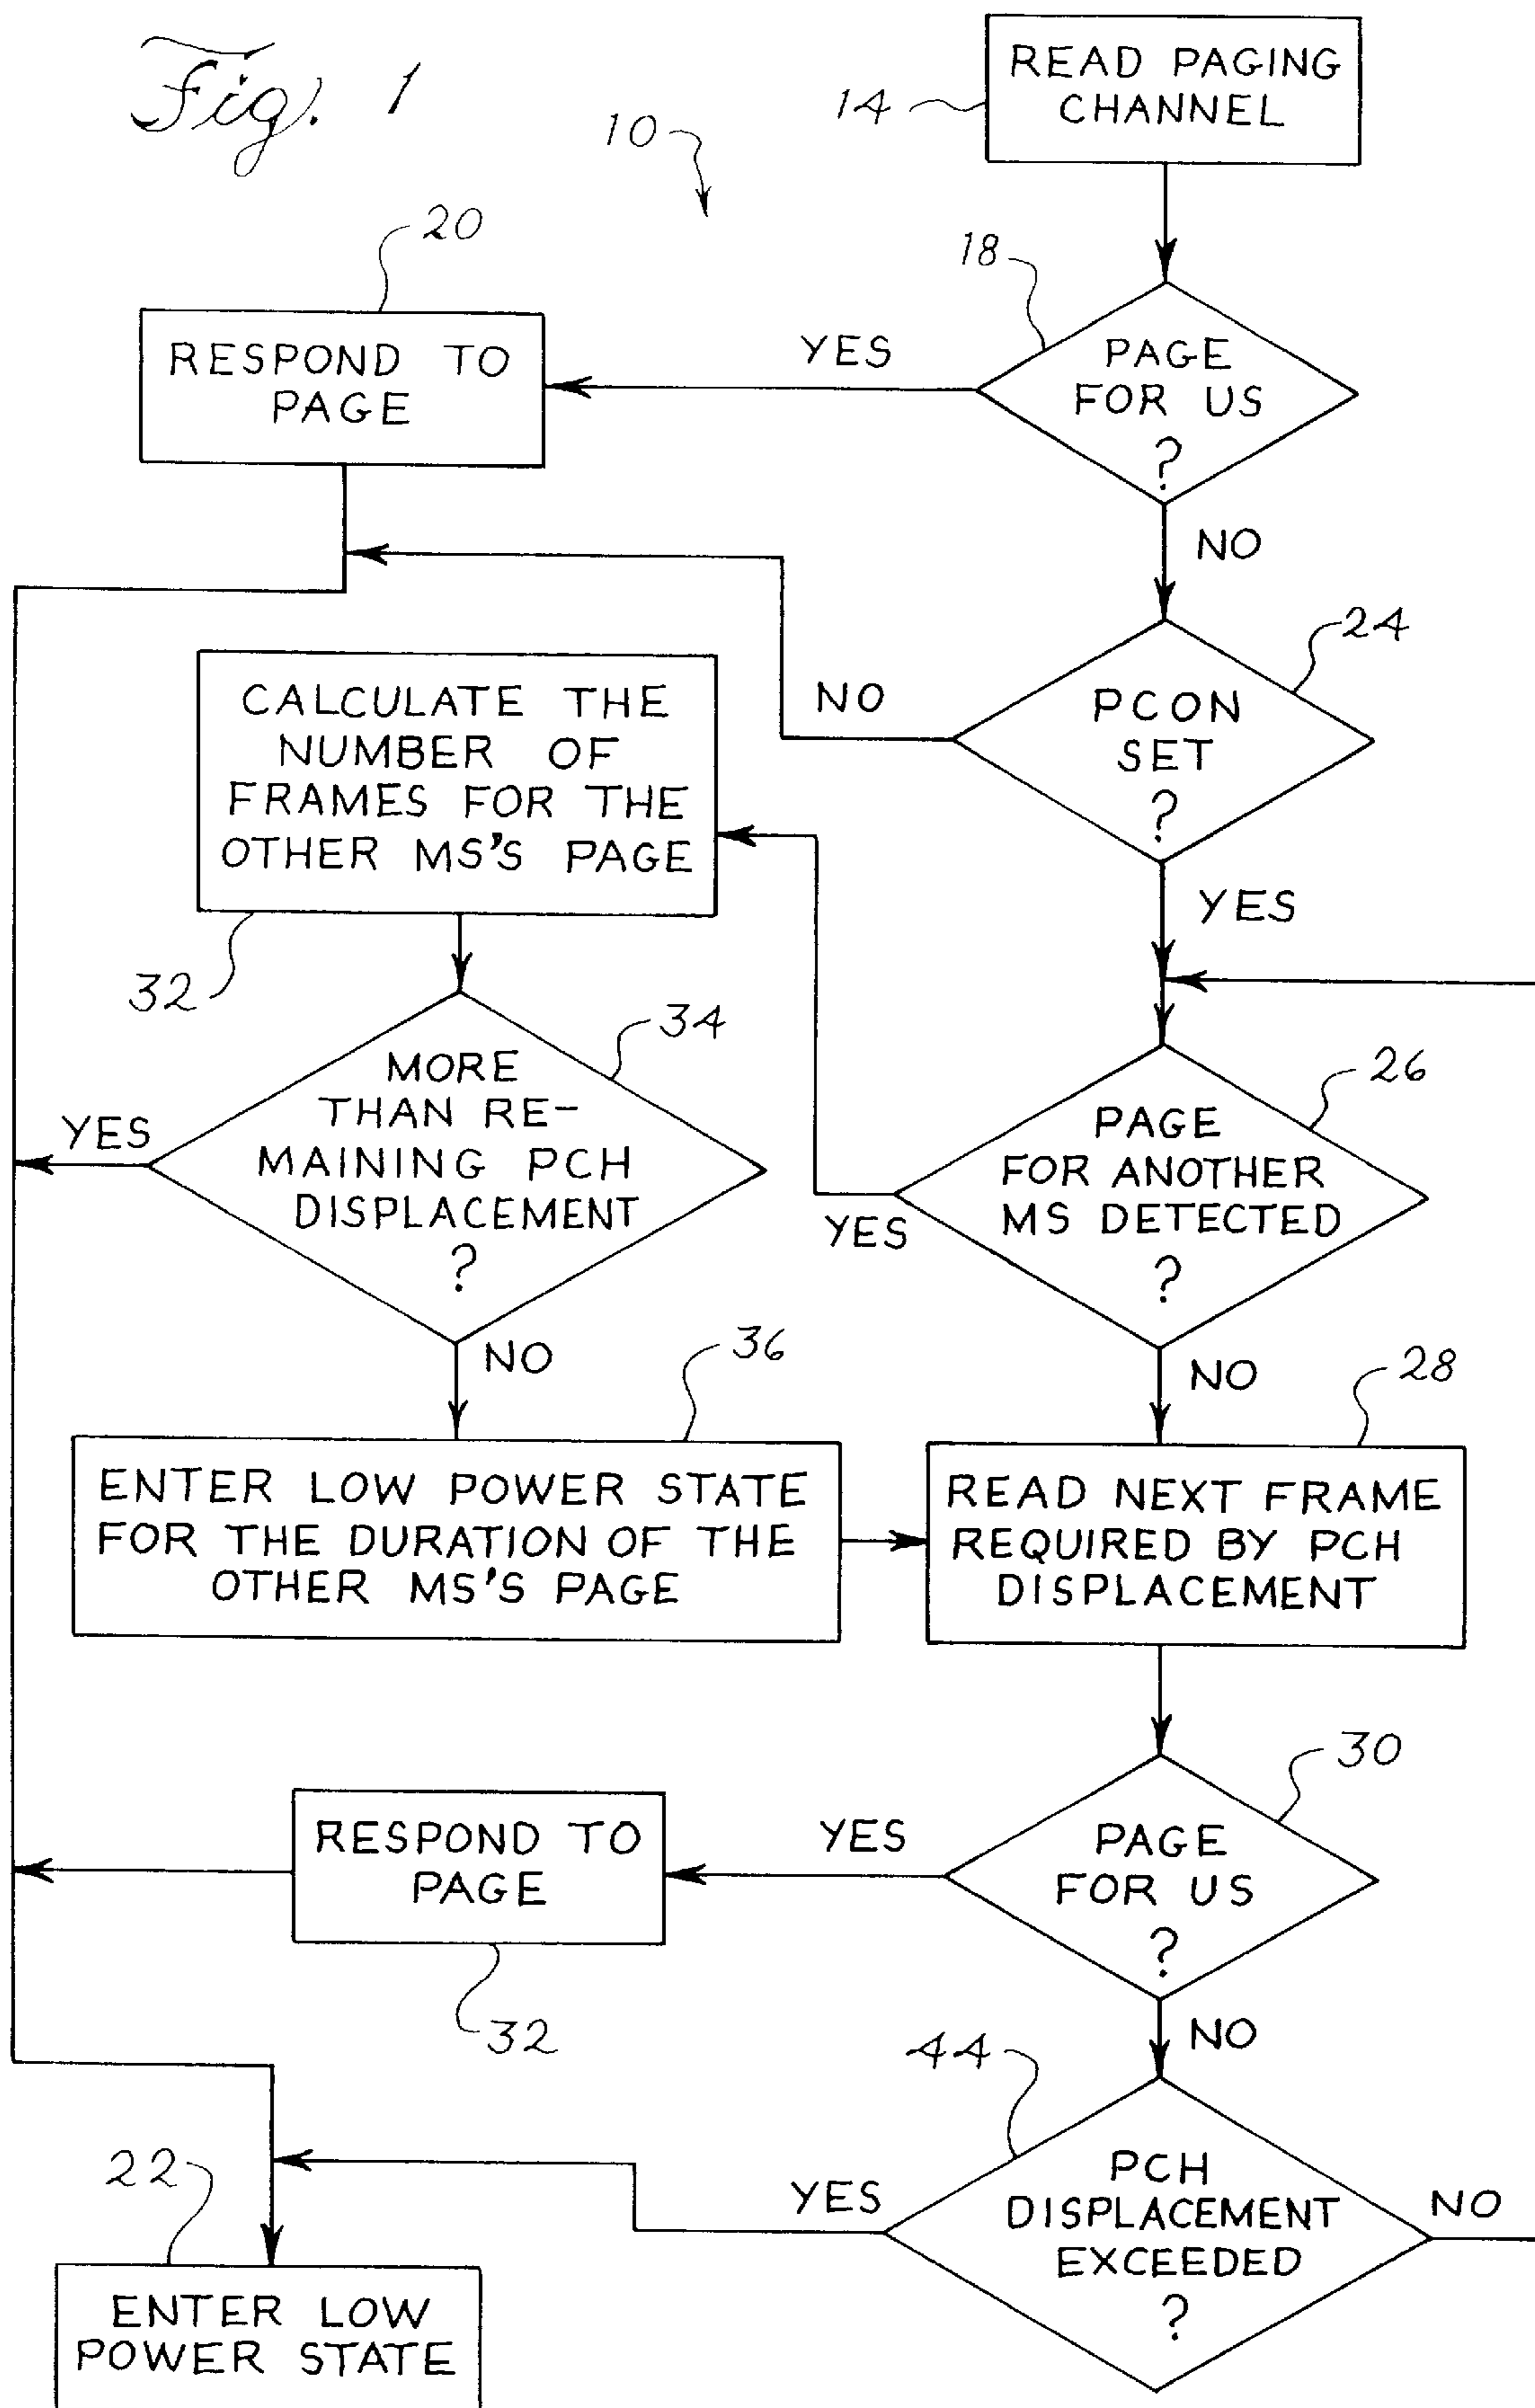 Fig. 1
10
14
READ PAGING
CHANNEL
18
PAGE
FOR US
?
YES
NO
20
RESPOND TO
PAGE
24
PCON
SET
?
NO
YES
CALCULATE THE
NUMBER OF
FRAMES FOR THE
OTHER MS'S PAGE
32
34
MORE
THAN RE-
MAINING PCH
DISPLACEMENT
?
YES
NO
26
PAGE
FOR ANOTHER
MS DETECTED
?
YES
NO
36
ENTER LOW POWER STATE
FOR THE DURATION OF THE
OTHER MS'S PAGE
28
READ NEXT FRAME
REQUIRED BY PCH
DISPLACEMENT
30
PAGE
FOR US
?
YES
NO
RESPOND TO
PAGE
32
44
PCH
DISPLACEMENT
EXCEEDED
?
YES
NO
22
ENTER LOW
POWER STATE